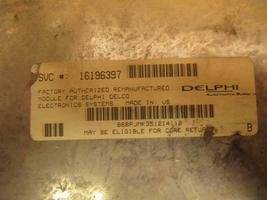 SVC #: 16196397
FACTORY AUTHORIZED REMANUFACTURED
MODULE FOR DELPHI DELCO
ELECTRONICS SYSTEMS MADE IN US
DELPHI
MAY BE ELIGIBLE FOR CORE RETURN
B